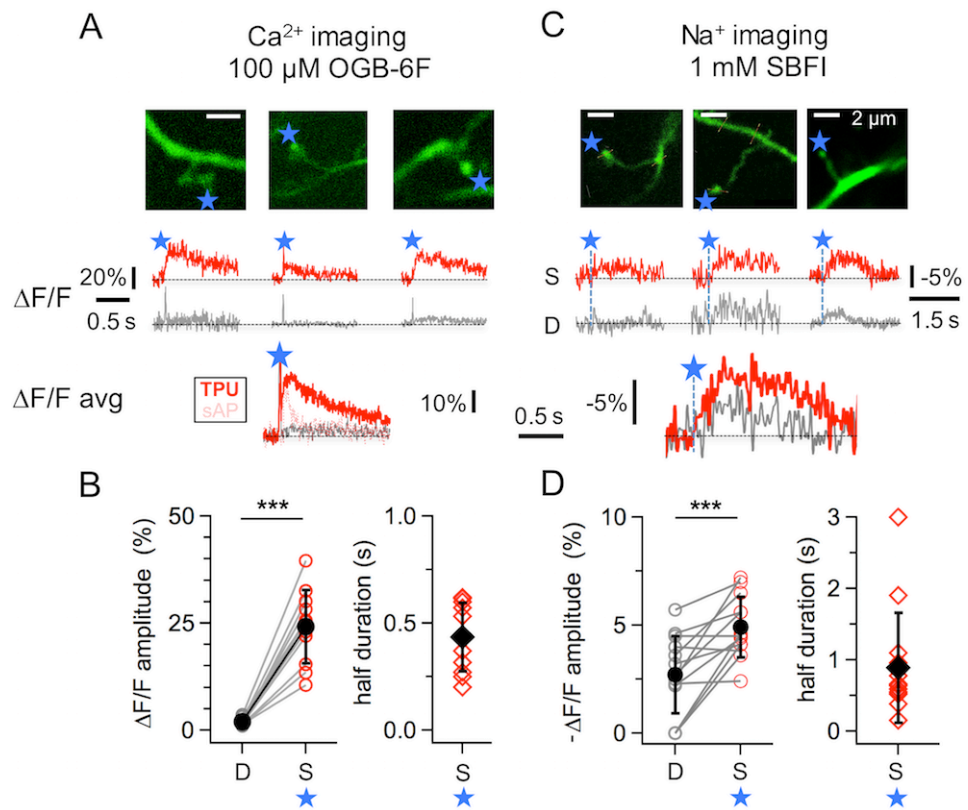 A
Ca²⁺ imaging
100 µM OGB-6F
20%
ΔF/F
0.5 s
ΔF/F avg
TPU
sAP
10%
C
Na⁺ imaging
1 mM SBFI
2 µm
S
D
-5%
1.5 s
-5%
0.5 s
B
ΔF/F amplitude (%)
50
25
0
***
D
S
half duration (s)
1.0
0.5
0.0
S
D
-ΔF/F amplitude (%)
10
5
0
***
D
S
half duration (s)
3
2
1
0
S